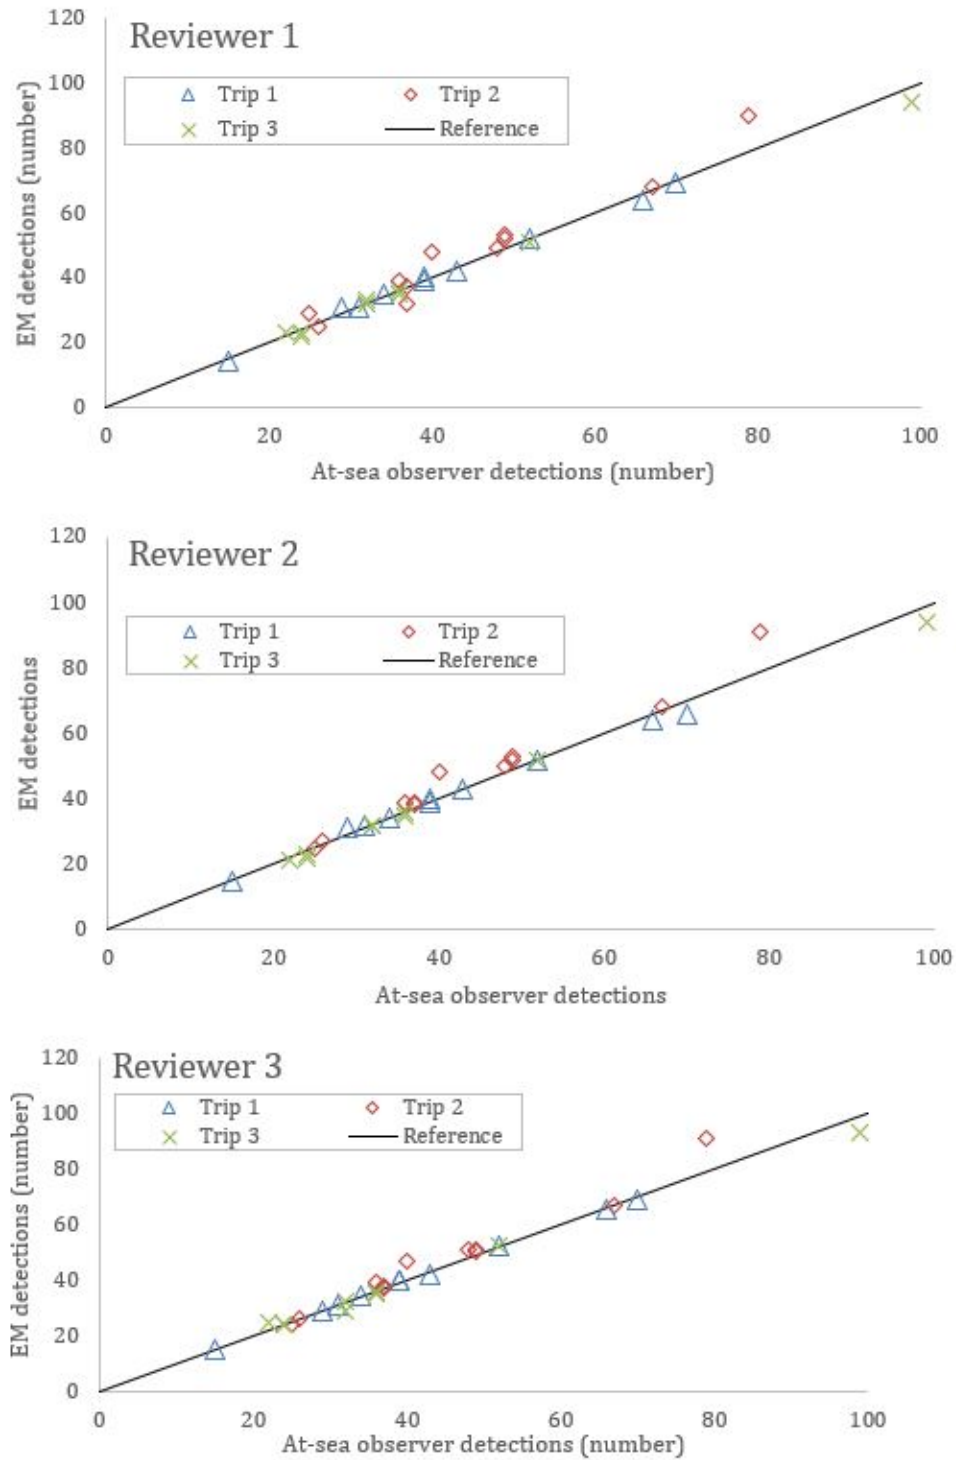 120
Reviewer 1
100
Trip 1
Trip 2
Trip 3
Reference
80
60
40
20
0
EM detections (number)
0 20 40 60 80 100
At-sea observer detections (number)
120
Reviewer 2
100
Trip 1
Trip 2
Trip 3
Reference
80
60
40
20
0
EM detections
0 20 40 60 80 100
At-sea observer detections
120
Reviewer 3
100
Trip 1
Trip 2
Trip 3
Reference
80
60
40
20
0
EM detections (number)
0 20 40 60 80 100
At-sea observer detections (number)